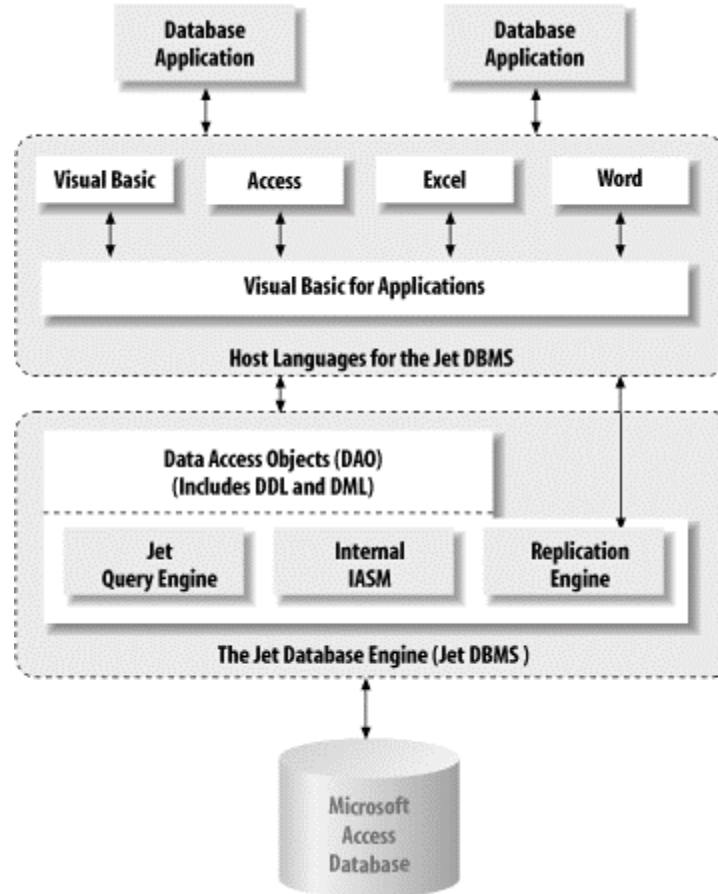 Database
Application
Database
Application
Visual Basic
Access
Excel
Word
Visual Basic for Applications
Host Languages for the Jet DBMS
Data Access Objects (DAO)
(Includes DDL and DML)
Jet
Query Engine
Internal
IASM
Replication
Engine
The Jet Database Engine (Jet DBMS )
Microsoft
Access
Database